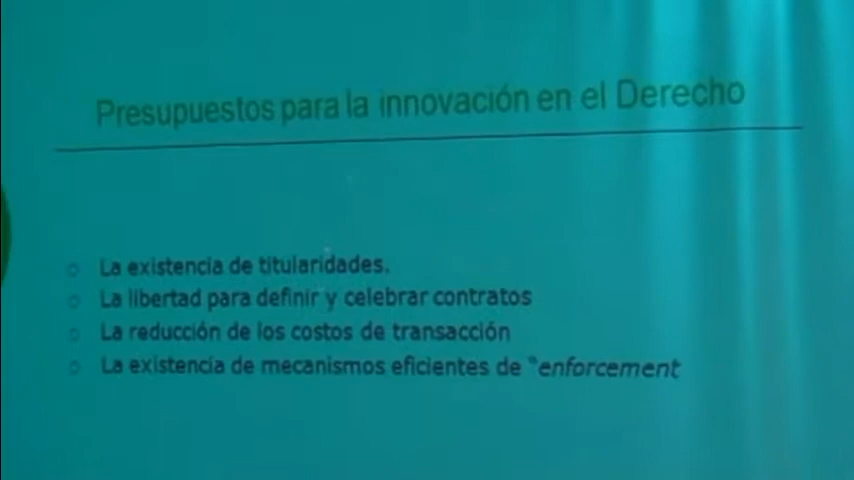 Presupuestos para la innovación en el Derecho
La existencia de titularidades.
La libertad para definir y celebrar contratos
La reducción de los costos de transacción
La existencia de mecanismos eficientes de "enforcement